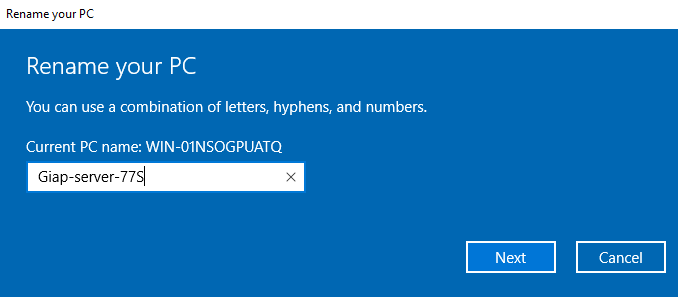 Rename your PC
Rename your PC
You can use a combination of letters, hyphens, and numbers.
Current PC name: WIN-01NSOGPUATQ
Giap-server-77S
Next
Cancel